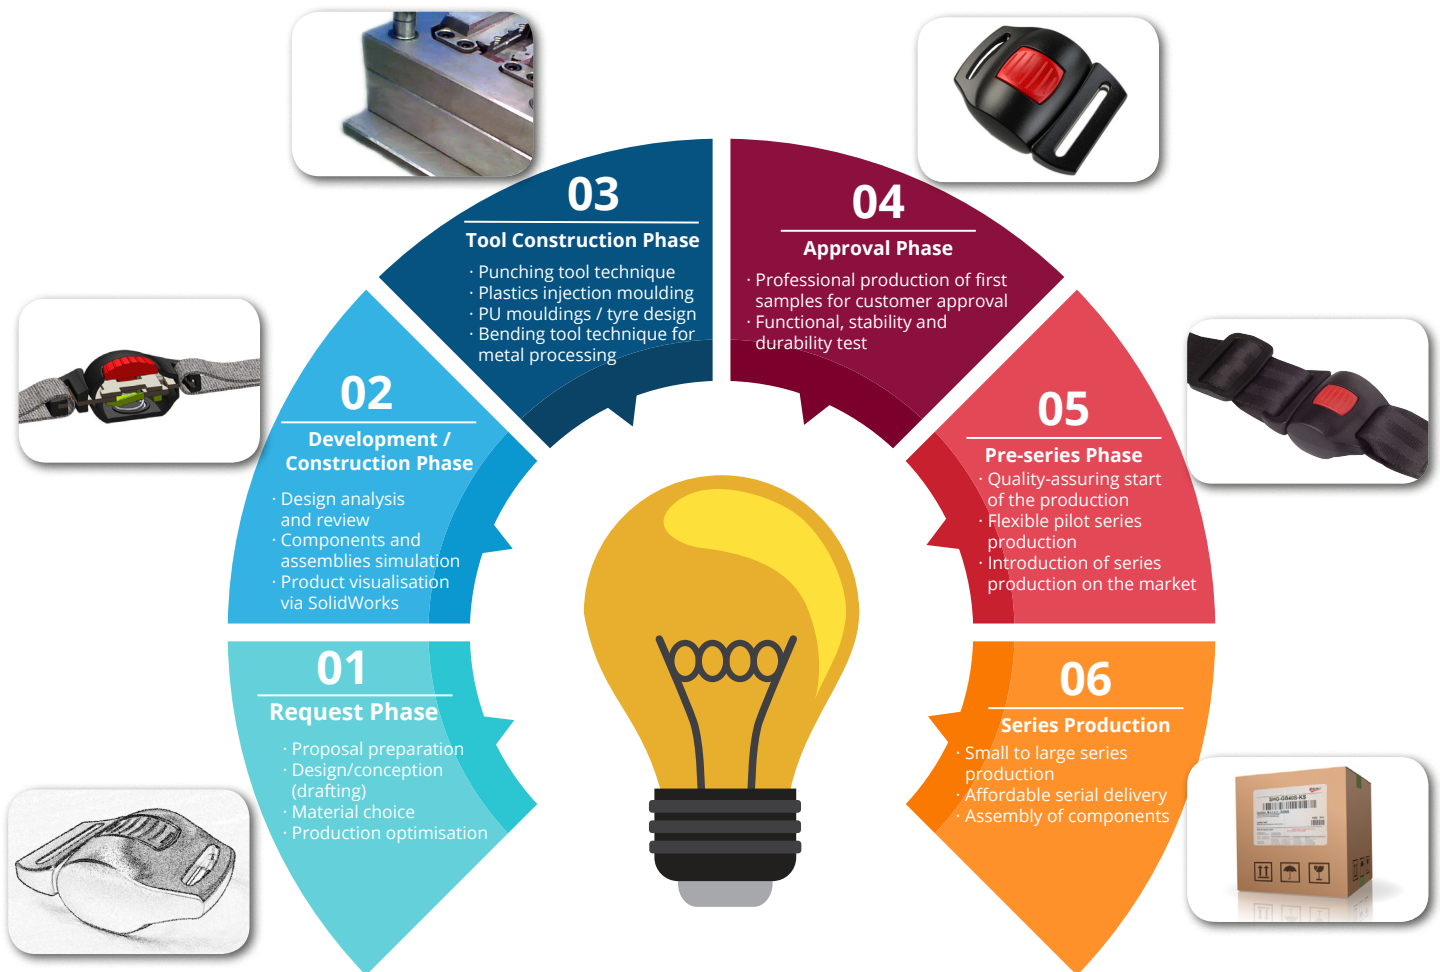 01
Request Phase
· Proposal preparation
· Design/conception
(drafting)
· Material choice
· Production optimisation
02
Development /
Construction Phase
· Design analysis
and review
· Components and
assemblies simulation
· Product visualisation
via SolidWorks
03
Tool Construction Phase
· Punching tool technique
· Plastics injection moulding
· PU mouldings / tyre design
· Bending tool technique for
metal processing
04
Approval Phase
· Professional production of first
samples for customer approval
· Functional, stability and
durability test
05
Pre-series Phase
· Quality-assuring start
of the production
· Flexible pilot series
production
· Introduction of series
production on the market
06
Series Production
· Small to large series
production
· Affordable serial delivery
· Assembly of components